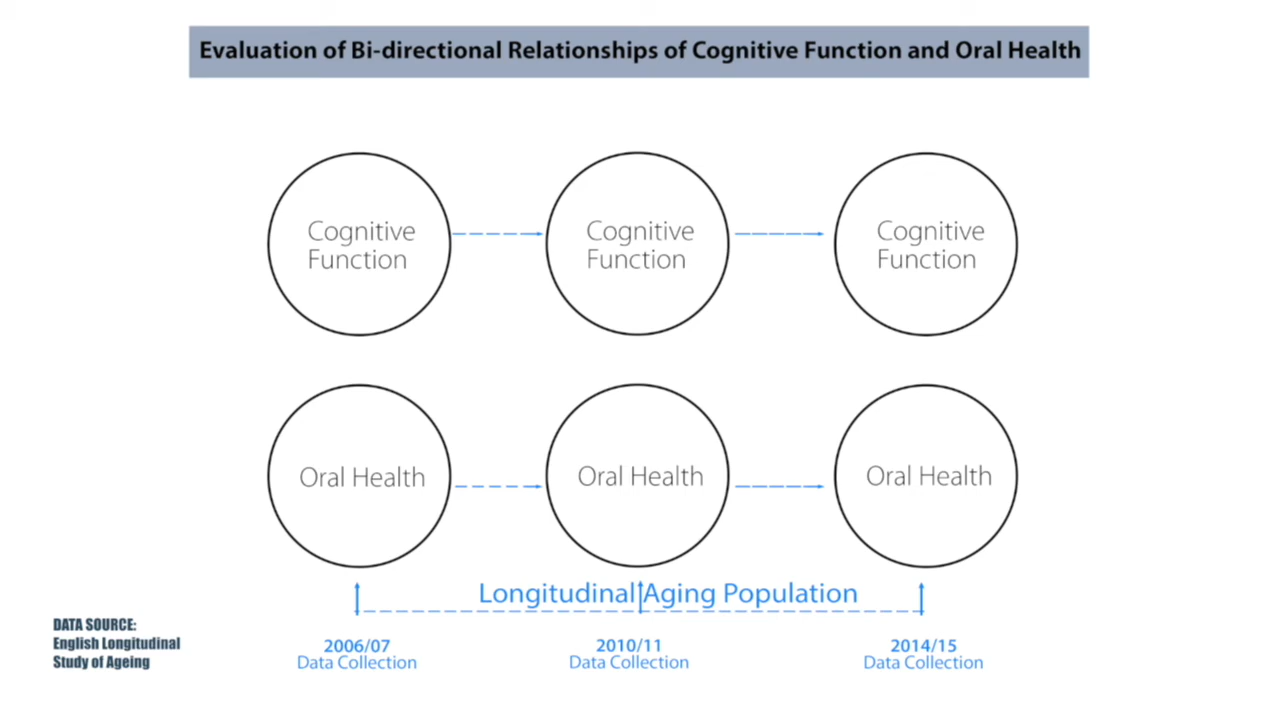 Evaluation of Bi-directional Relationships of Cognitive Function and Oral Health
Cognitive
Function
Cognitive
Function
Cognitive
Function
Oral Health
Oral Health
Oral Health
Longitudinal Aging Population
DATA SOURCE:
English Longitudinal
Study of Ageing
2006/07
Data Collection
2010/11
Data Collection
2014/15
Data Collection